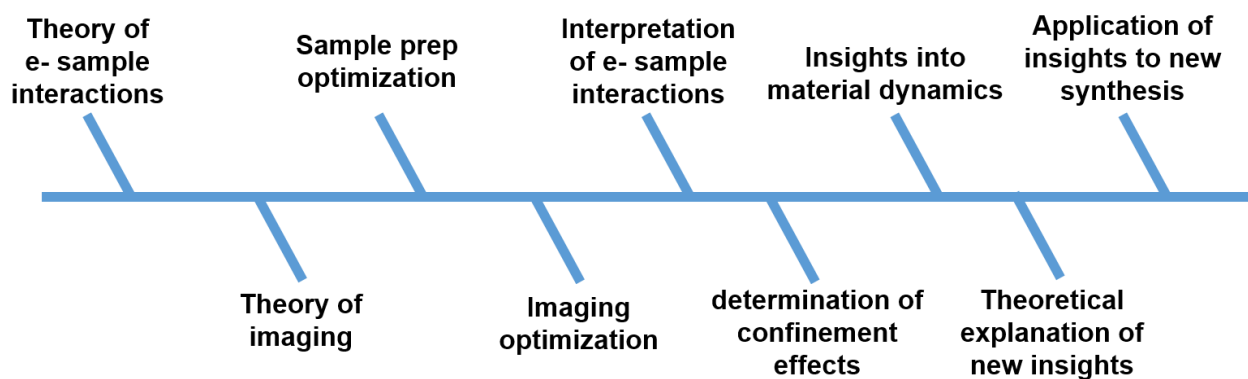 Theory of
e- sample
interactions
Sample prep
optimization
Interpretation
of e- sample
interactions
Insights into
material dynamics
Application of
insights to new
synthesis
Theory of
imaging
Imaging
optimization
determination of
confinement
effects
Theoretical
explanation of
new insights